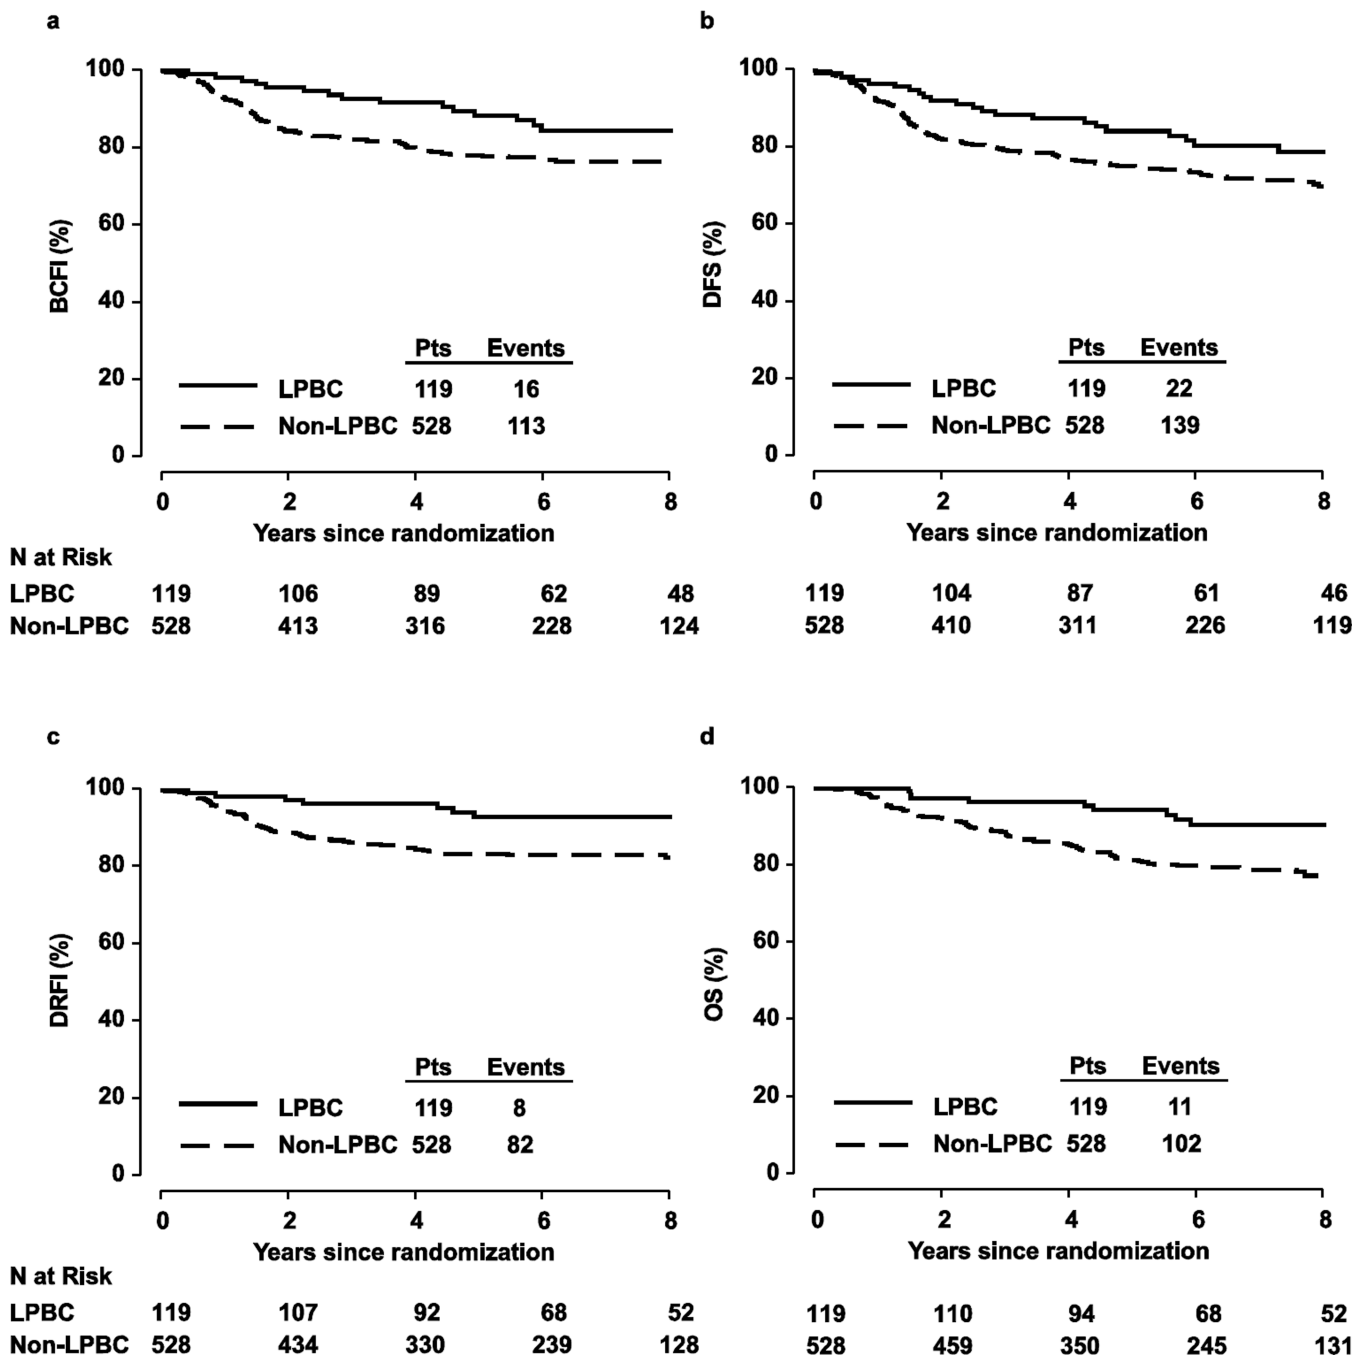 a
100
80
60
40
20
0
BCFI (%)
Pts Events
LPBC 119 16
Non-LPBC 528 113
0 2 4 6 8
Years since randomization
N at Risk
LPBC 119 106 89 62 48
Non-LPBC 528 413 316 228 124
b
100
80
60
40
20
0
DFS (%)
Pts Events
LPBC 119 22
Non-LPBC 528 139
0 2 4 6 8
Years since randomization
119 104 87 61 46
528 410 311 226 119
c
100
80
60
40
20
0
DRFI (%)
Pts Events
LPBC 119 8
Non-LPBC 528 82
0 2 4 6 8
Years since randomization
N at Risk
LPBC 119 107 92 68 52
Non-LPBC 528 434 330 239 128
d
100
80
60
40
20
0
OS (%)
Pts Events
LPBC 119 11
Non-LPBC 528 102
0 2 4 6 8
Years since randomization
119 110 94 68 52
528 459 350 245 131